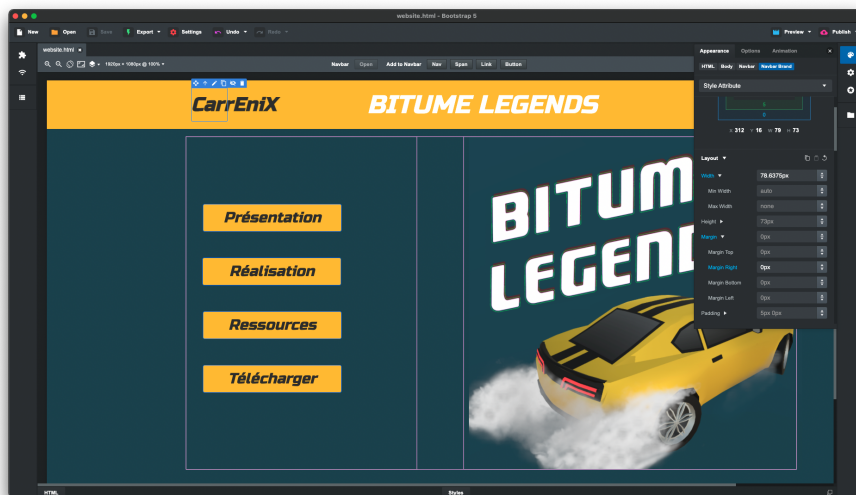 website.html - Bootstrap 5
New Open Save Export Settings Undo Redo Preview Publish
website.html
1920px × 1080px @ 100%
Navbar Open Add to Navbar Nav Span Link Button
CarrEniX
BITUME LEGENDS
Présentation
Réalisation
Ressources
Télécharger
BITUM
LEGEND
Appearance Options Animation
HTML Body Navbar Navbar Brand
Style Attribute
5
0
X 312 Y 16 W 79 H 73
Layout
Width 78.6375px
Min Width auto
Max Width none
Height 73px
Margin 0px
Margin Top 0px
Margin Right 0px
Margin Bottom 0px
Margin Left 0px
Padding 5px 0px
HTML Styles